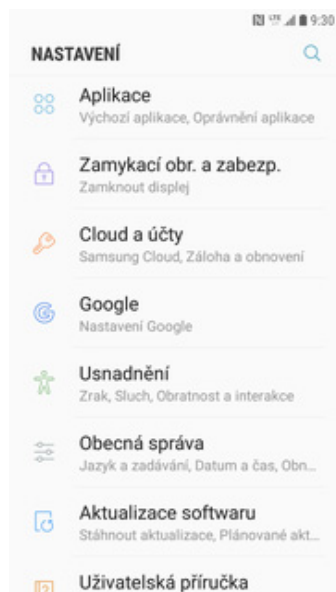 LTE 9:30
NASTAVENÍ
Aplikace
Výchozí aplikace, Oprávnění aplikace
Zamykací obr. a zabezp.
Zamknout displej
Cloud a účty
Samsung Cloud, Záloha a obnovení
Google
Nastavení Google
Usnadnění
Zrak, Sluch, Obratnost a interakce
Obecná správa
Jazyk a zadávání, Datum a čas, Obn...
Aktualizace softwaru
Stáhnout aktualizace, Plánované akt...
Uživatelská příručka